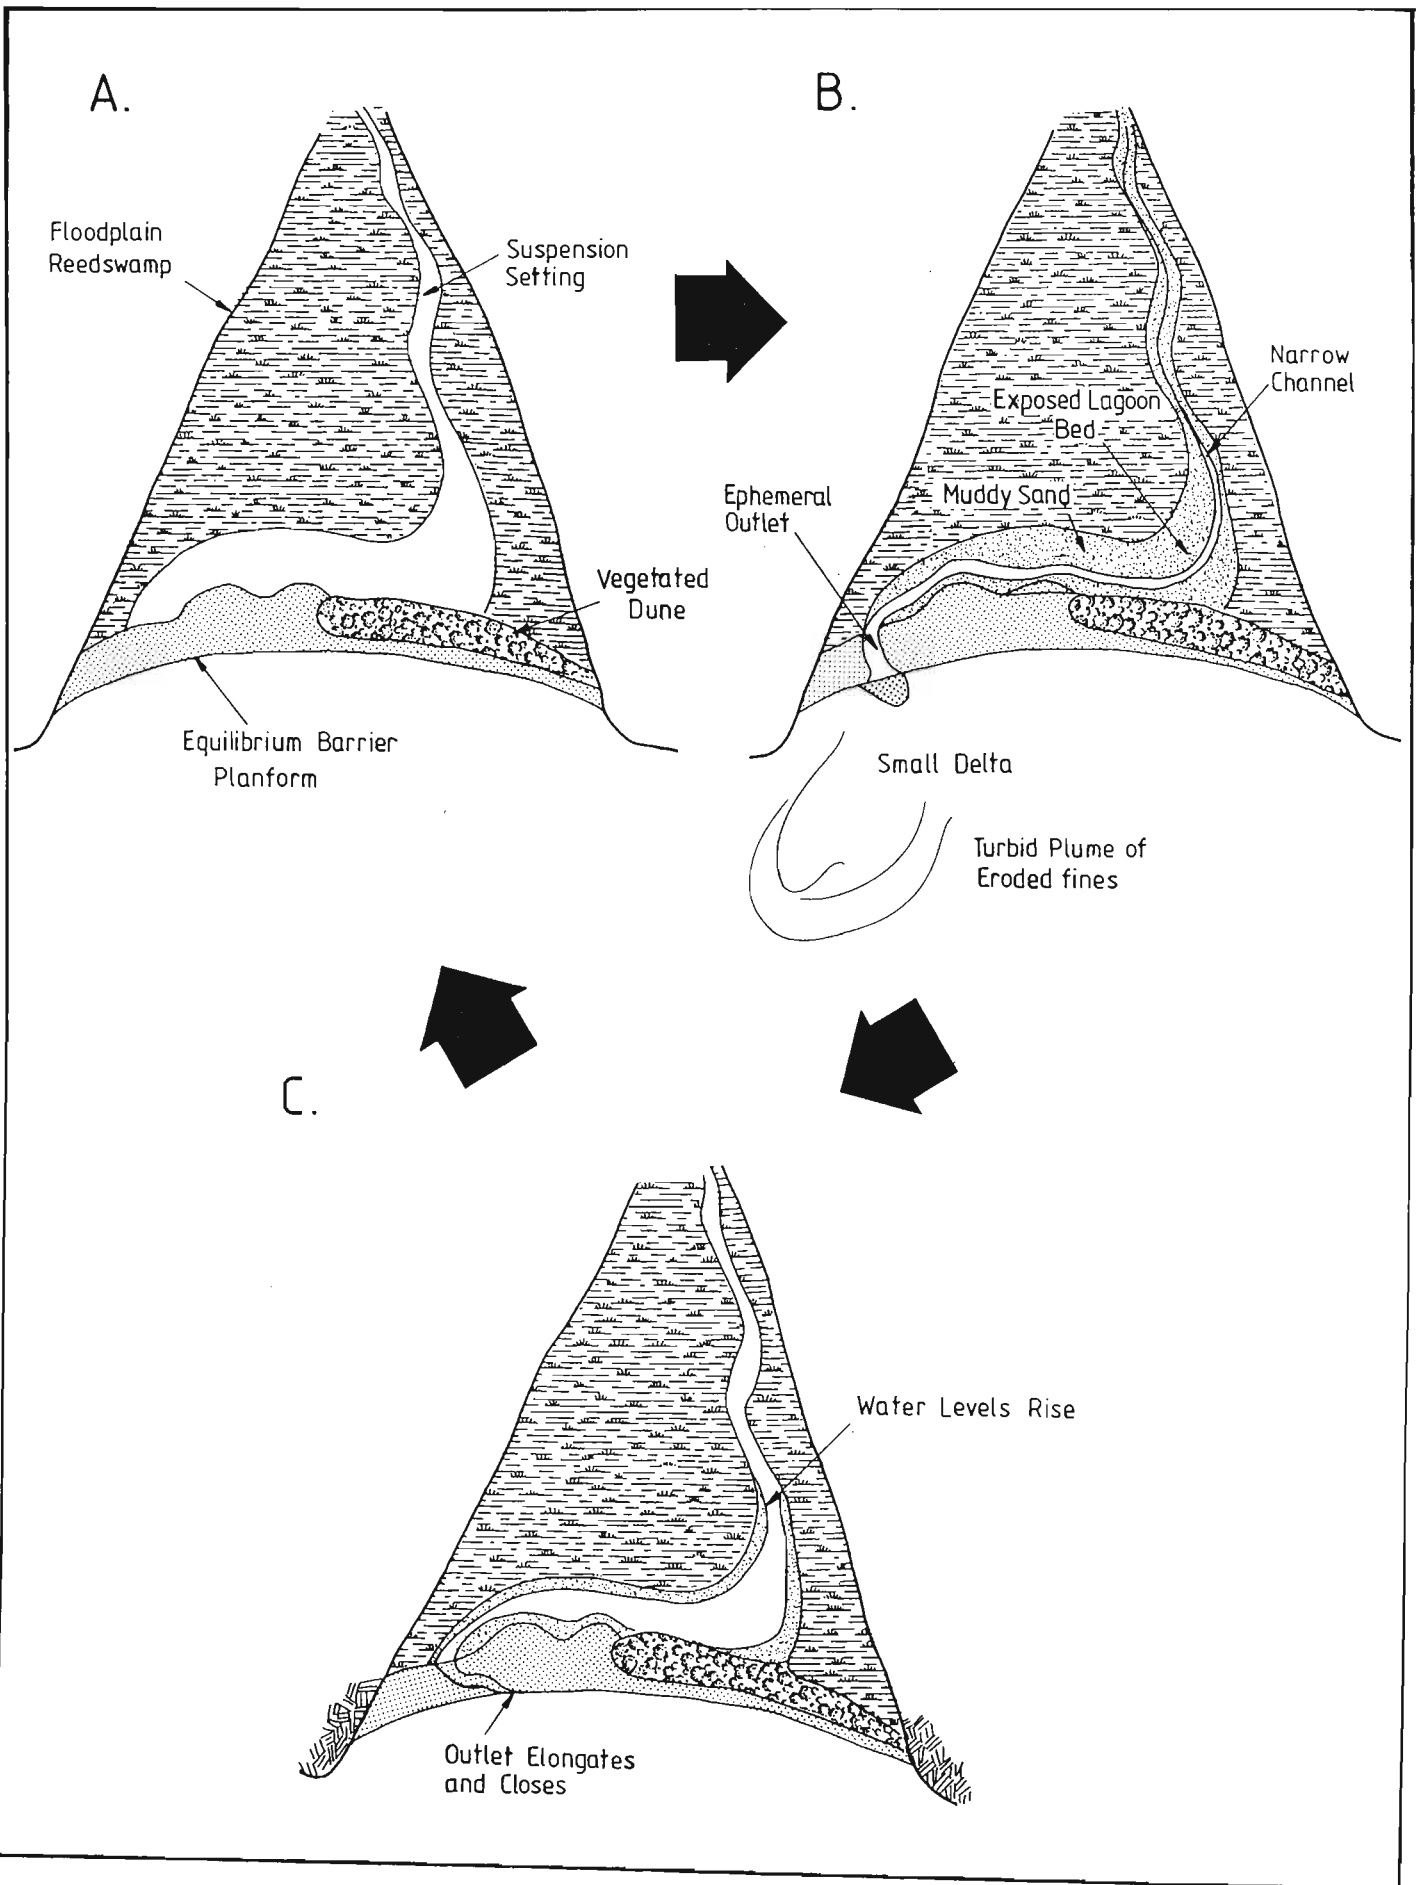 A.
Floodplain
Reedswamp
Suspension
Setting
Vegetated
Dune
Equilibrium Barrier
Planform
B.
Narrow
Channel
Exposed Lagoon
Bed
Muddy Sand
Ephemeral
Outlet
Small Delta
Turbid Plume of
Eroded fines
C.
Water Levels Rise
Outlet Elongates
and Closes